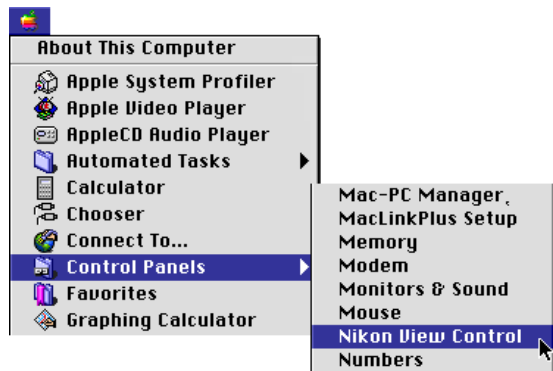 About This Computer
Apple System Profiler
Apple Video Player
AppleCD Audio Player
Automated Tasks
Calculator
Chooser
Connect To...
Control Panels
Favorites
Graphing Calculator
Mac-PC Manager
MacLinkPlus Setup
Memory
Modem
Monitors & Sound
Mouse
Nikon View Control
Numbers